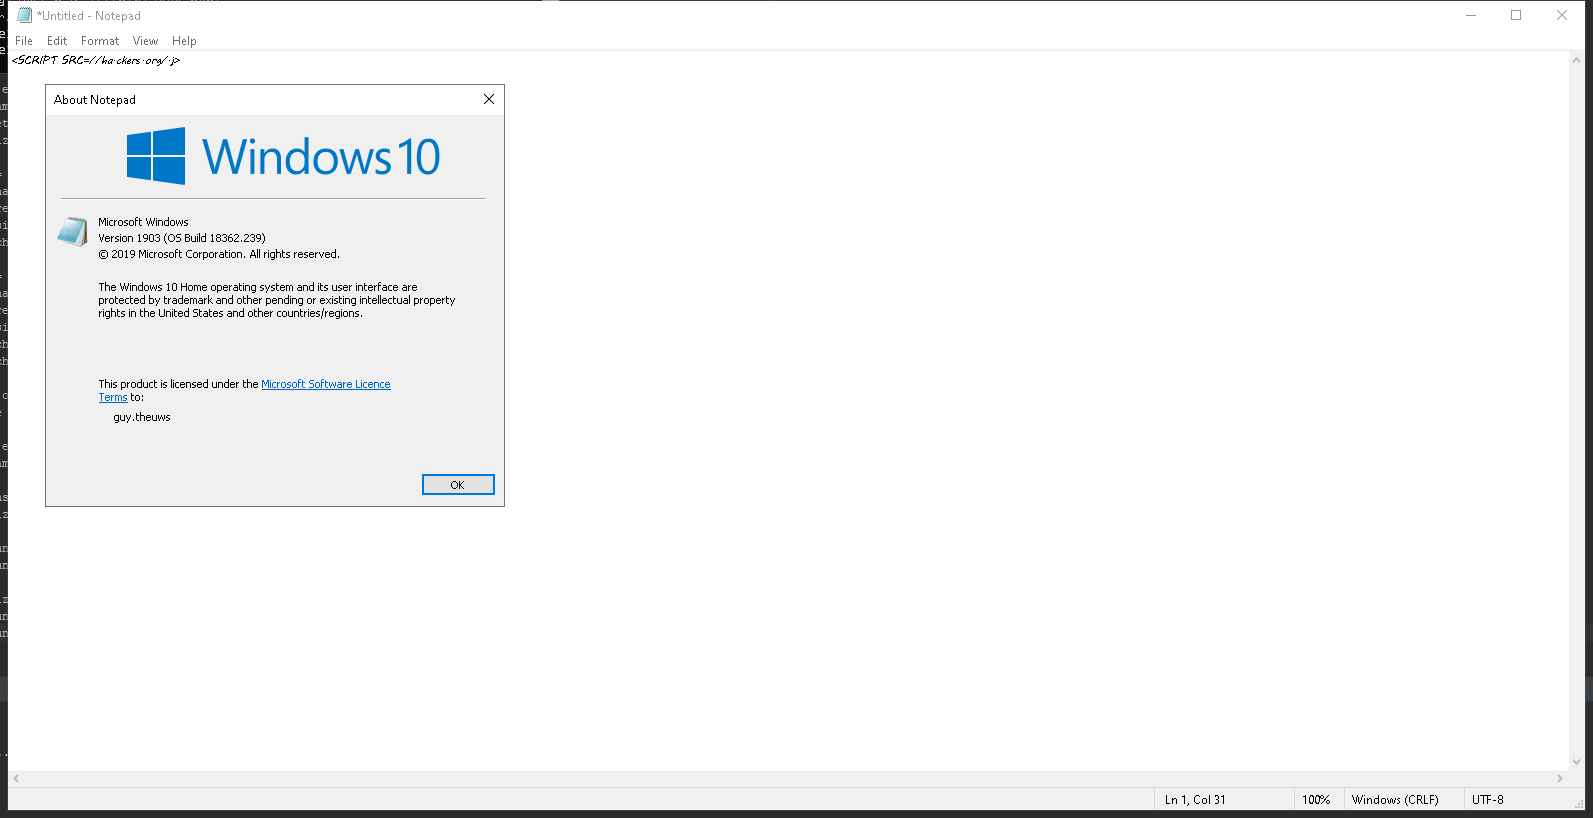 *Untitled - Notepad
File Edit Format View Help
<SCRIPT SRC=//ha.ckers.org/.j>
About Notepad
Windows 10
Microsoft Windows
Version 1903 (OS Build 18362.239)
© 2019 Microsoft Corporation. All rights reserved.
The Windows 10 Home operating system and its user interface are
protected by trademark and other pending or existing intellectual property
rights in the United States and other countries/regions.
This product is licensed under the Microsoft Software Licence
Terms to:
guy.theuws
OK
Ln 1, Col 31 100% Windows (CRLF) UTF-8